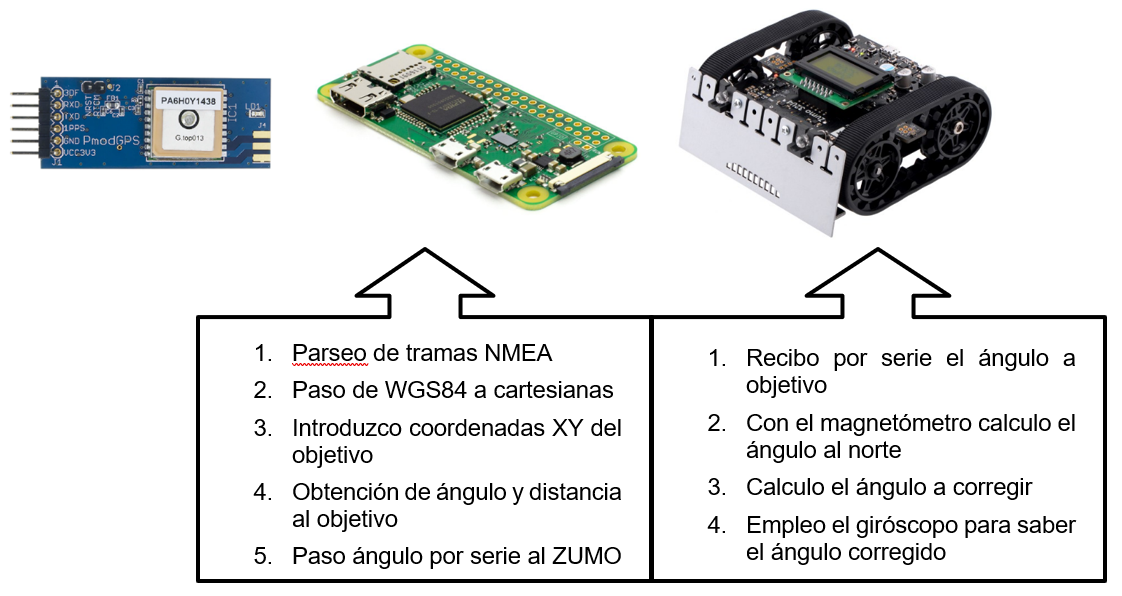 3DF
RXD
TXD
1PPS
GND
VCC3V3
J1
NRST
J2
PmodGPS
PA6H0Y1438
G.top013
IC1
LD1
J4
1. Parseo de tramas NMEA
2. Paso de WGS84 a cartesianas
3. Introduzco coordenadas XY del
objetivo
4. Obtención de ángulo y distancia
al objetivo
5. Paso ángulo por serie al ZUMO
1. Recibo por serie el ángulo a
objetivo
2. Con el magnetómetro calculo el
ángulo al norte
3. Calculo el ángulo a corregir
4. Empleo el giróscopo para saber
el ángulo corregido